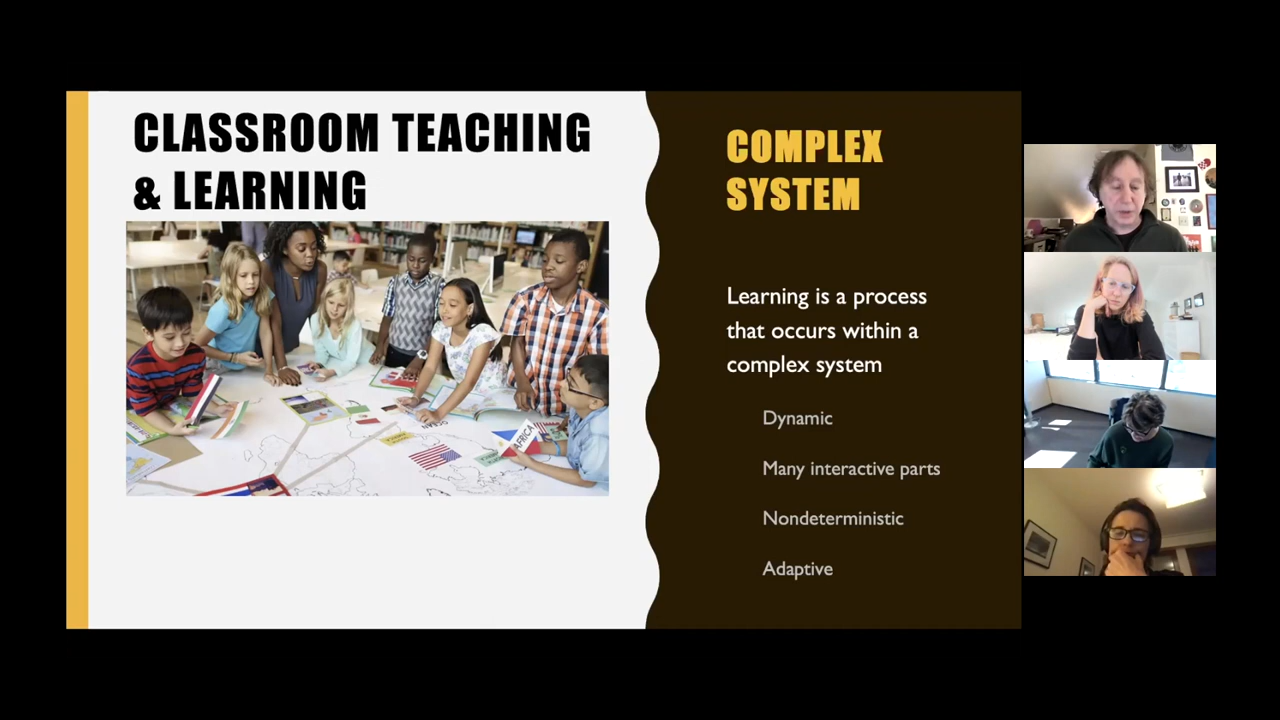 CLASSROOM TEACHING
& LEARNING
AFRICA
COMPLEX
SYSTEM
Learning is a process
that occurs within a
complex system
Dynamic
Many interactive parts
Nondeterministic
Adaptive